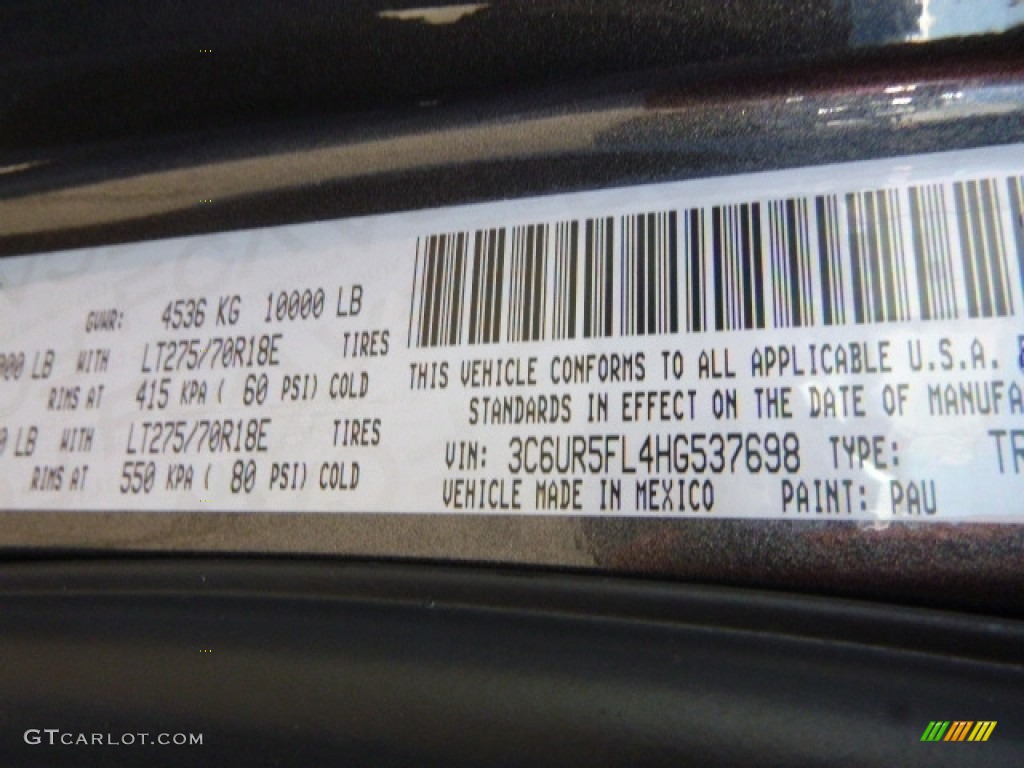 GVWR: 4536 KG 10000 LB
LB WITH LT275/70R18E TIRES
RIMS AT 415 KPA ( 60 PSI) COLD
LB WITH LT275/70R18E TIRES
RIMS AT 550 KPA ( 80 PSI) COLD
THIS VEHICLE CONFORMS TO ALL APPLICABLE U.S.A.
STANDARDS IN EFFECT ON THE DATE OF MANUFA
VIN: 3C6UR5FL4HG537698 TYPE: TR
VEHICLE MADE IN MEXICO PAINT: PAU
GTCARLOT.COM